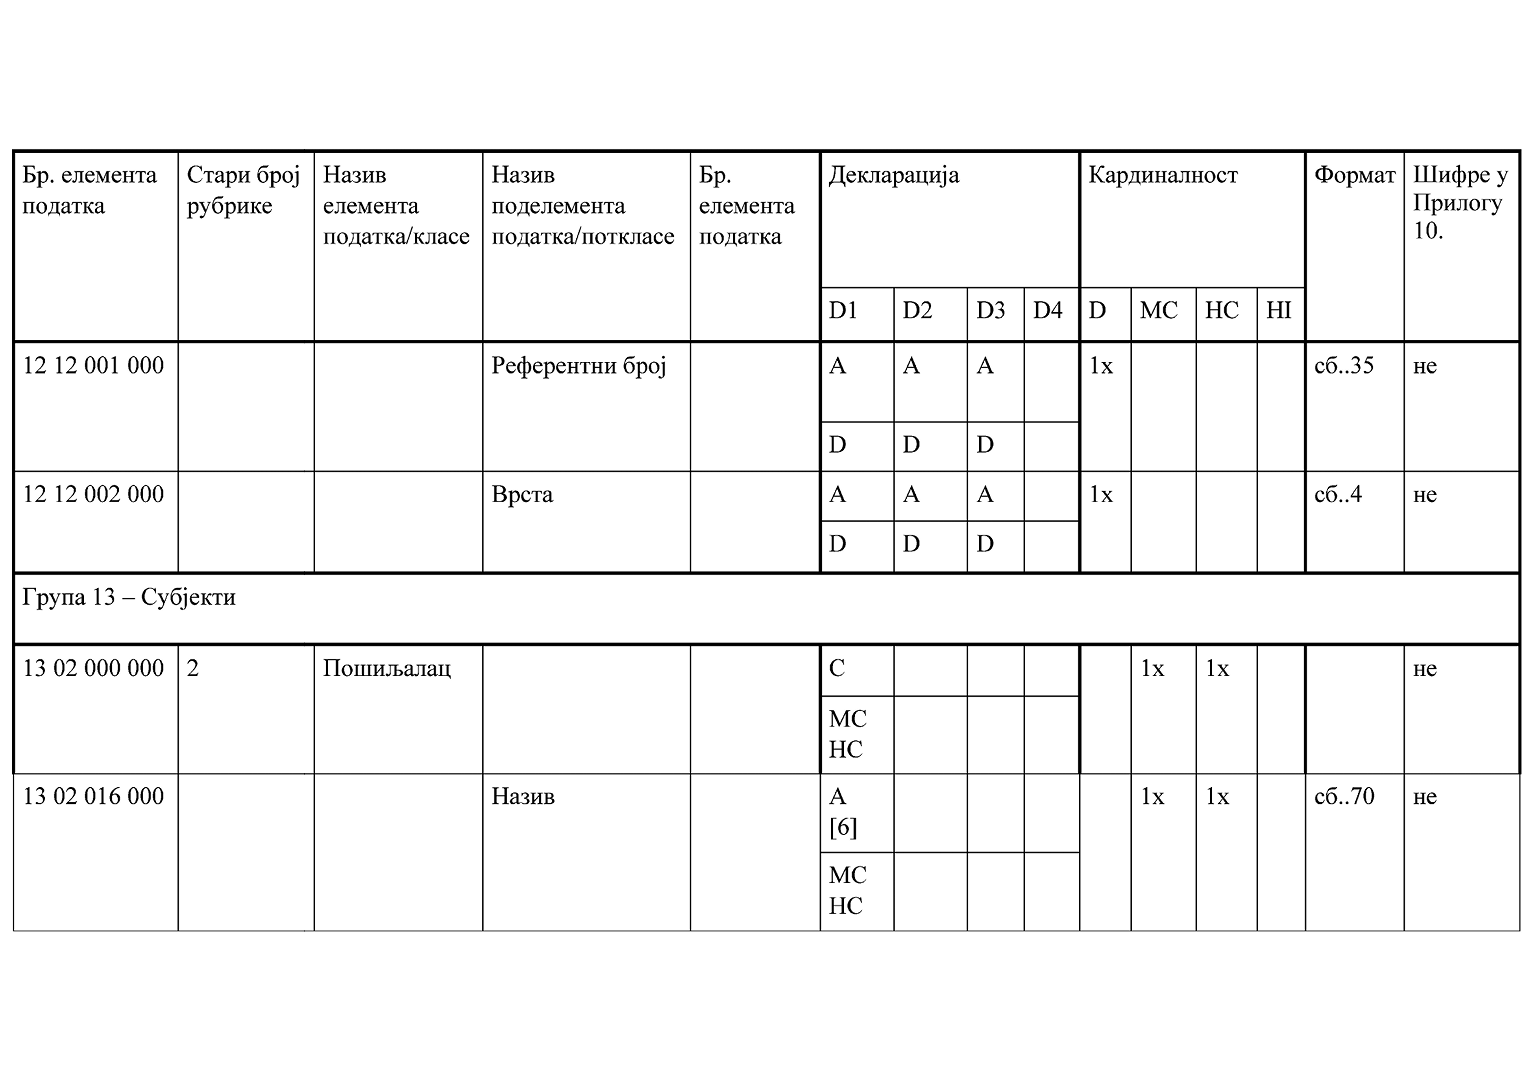 Бр. елемента
податка
Стари број
рубрике
Назив
елемента
податка/класе
Назив
поделемента
податка/поткласе
Бр.
елемента
податка
Декларација
Кардиналност
Формат
Шифре у
Прилогу
10.
D1 D2 D3 D4 D MC HC HI
12 12 001 000 Референтни број A A A 1x сб..35 не
D D D
12 12 002 000 Врста A A A 1x сб..4 не
D D D
Група 13 – Субјекти
13 02 000 000 2 Пошиљалац C 1x 1x не
MC
HC
13 02 016 000 Назив A 1x 1x сб..70 не
[6]
MC
HC